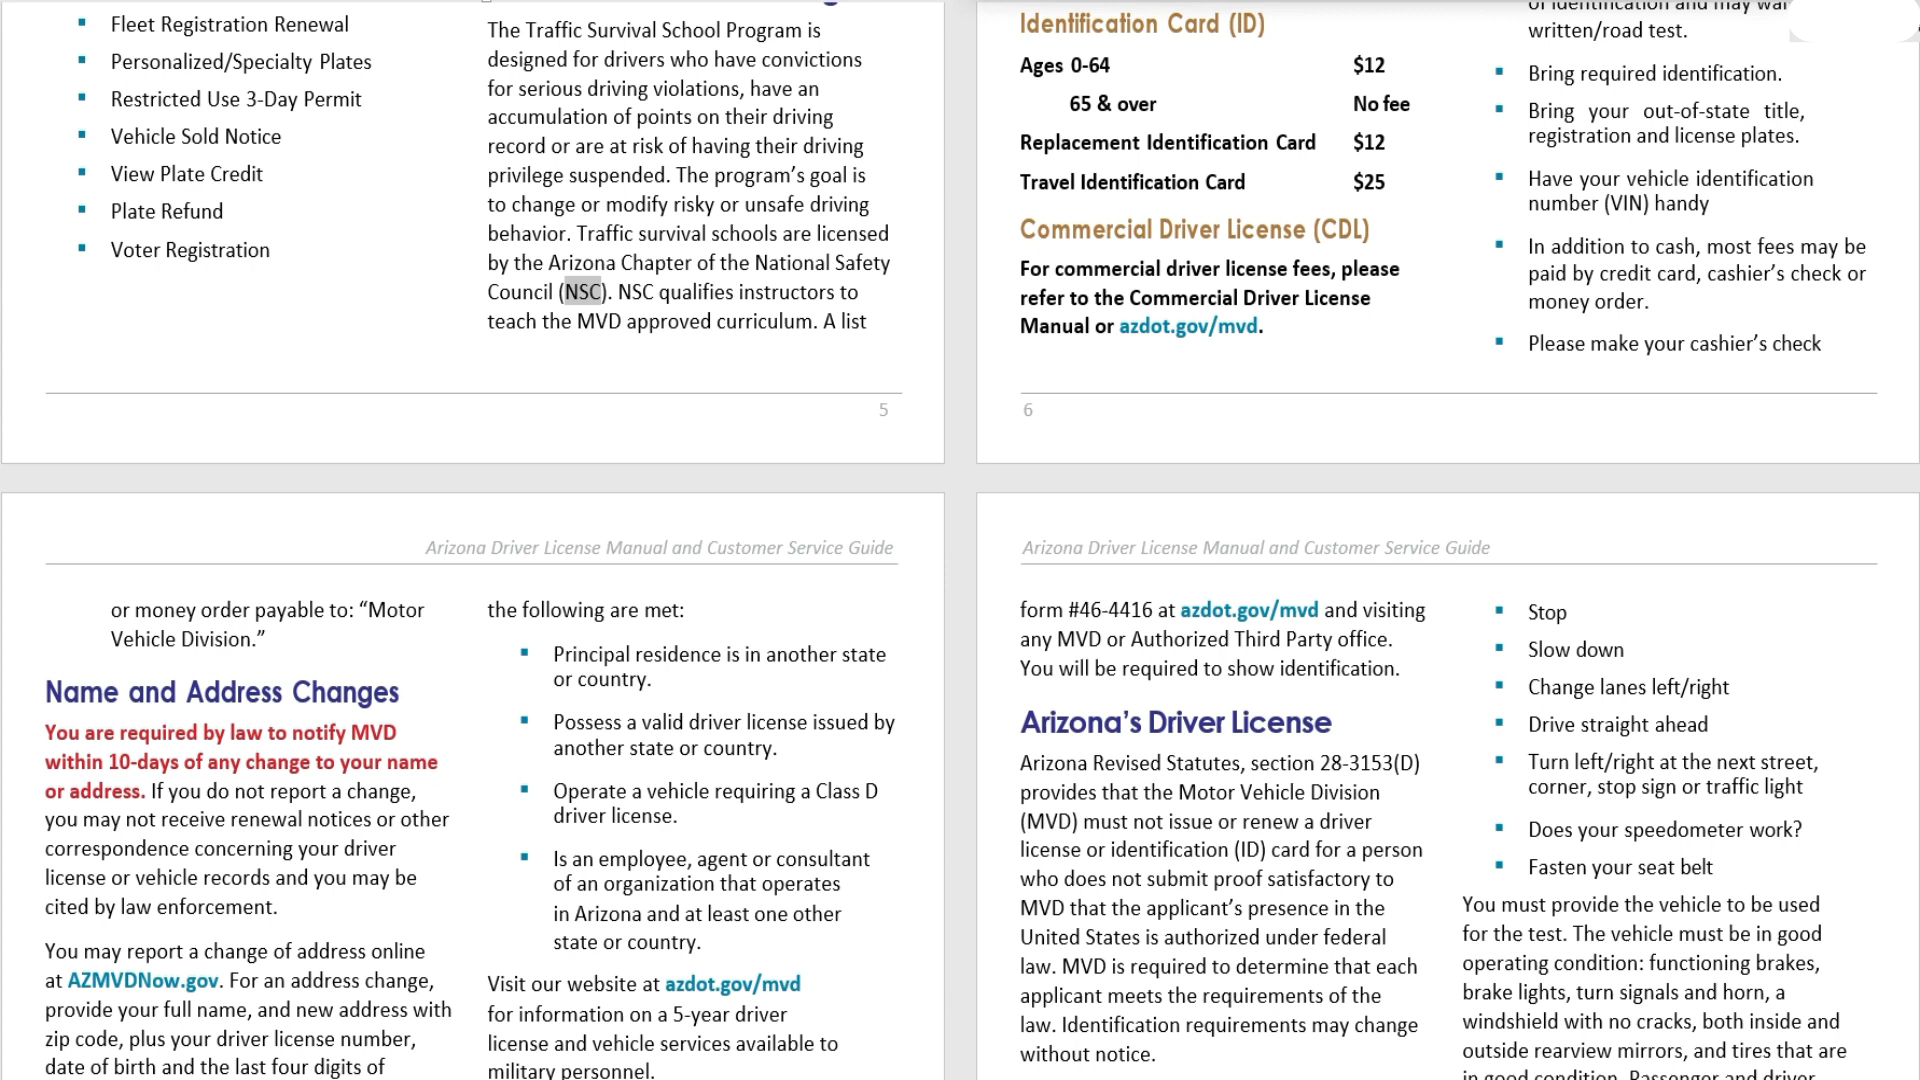 Fleet Registration Renewal
Personalized/Specialty Plates
Restricted Use 3-Day Permit
Vehicle Sold Notice
View Plate Credit
Plate Refund
Voter Registration
The Traffic Survival School Program is
designed for drivers who have convictions
for serious driving violations, have an
accumulation of points on their driving
record or are at risk of having their driving
privilege suspended. The program’s goal is
to change or modify risky or unsafe driving
behavior. Traffic survival schools are licensed
by the Arizona Chapter of the National Safety
Council (NSC). NSC qualifies instructors to
teach the MVD approved curriculum. A list
5
Identification Card (ID)
Ages 0-64 $12
65 & over No fee
Replacement Identification Card $12
Travel Identification Card $25
Commercial Driver License (CDL)
For commercial driver license fees, please
refer to the Commercial Driver License
Manual or azdot.gov/mvd.
of identification and may
written/road test.
Bring required identification.
Bring your out-of-state title,
registration and license plates.
Have your vehicle identification
number (VIN) handy
In addition to cash, most fees may be
paid by credit card, cashier’s check or
money order.
Please make your cashier’s check
6
Arizona Driver License Manual and Customer Service Guide
or money order payable to: “Motor
Vehicle Division.”
Name and Address Changes
You are required by law to notify MVD
within 10-days of any change to your name
or address. If you do not report a change,
you may not receive renewal notices or other
correspondence concerning your driver
license or vehicle records and you may be
cited by law enforcement.
You may report a change of address online
at AZMVDNow.gov. For an address change,
provide your full name, and new address with
zip code, plus your driver license number,
date of birth and the last four digits of
the following are met:
Principal residence is in another state
or country.
Possess a valid driver license issued by
another state or country.
Operate a vehicle requiring a Class D
driver license.
Is an employee, agent or consultant
of an organization that operates
in Arizona and at least one other
state or country.
Visit our website at azdot.gov/mvd
for information on a 5-year driver
license and vehicle services available to
military personnel.
Arizona Driver License Manual and Customer Service Guide
form #46-4416 at azdot.gov/mvd and visiting
any MVD or Authorized Third Party office.
You will be required to show identification.
Arizona’s Driver License
Arizona Revised Statutes, section 28-3153(D)
provides that the Motor Vehicle Division
(MVD) must not issue or renew a driver
license or identification (ID) card for a person
who does not submit proof satisfactory to
MVD that the applicant’s presence in the
United States is authorized under federal
law. MVD is required to determine that each
applicant meets the requirements of the
law. Identification requirements may change
without notice.
Stop
Slow down
Change lanes left/right
Drive straight ahead
Turn left/right at the next street,
corner, stop sign or traffic light
Does your speedometer work?
Fasten your seat belt
You must provide the vehicle to be used
for the test. The vehicle must be in good
operating condition: functioning brakes,
brake lights, turn signals and horn, a
windshield with no cracks, both inside and
outside rearview mirrors, and tires that are
in good condition. Passenger and driver